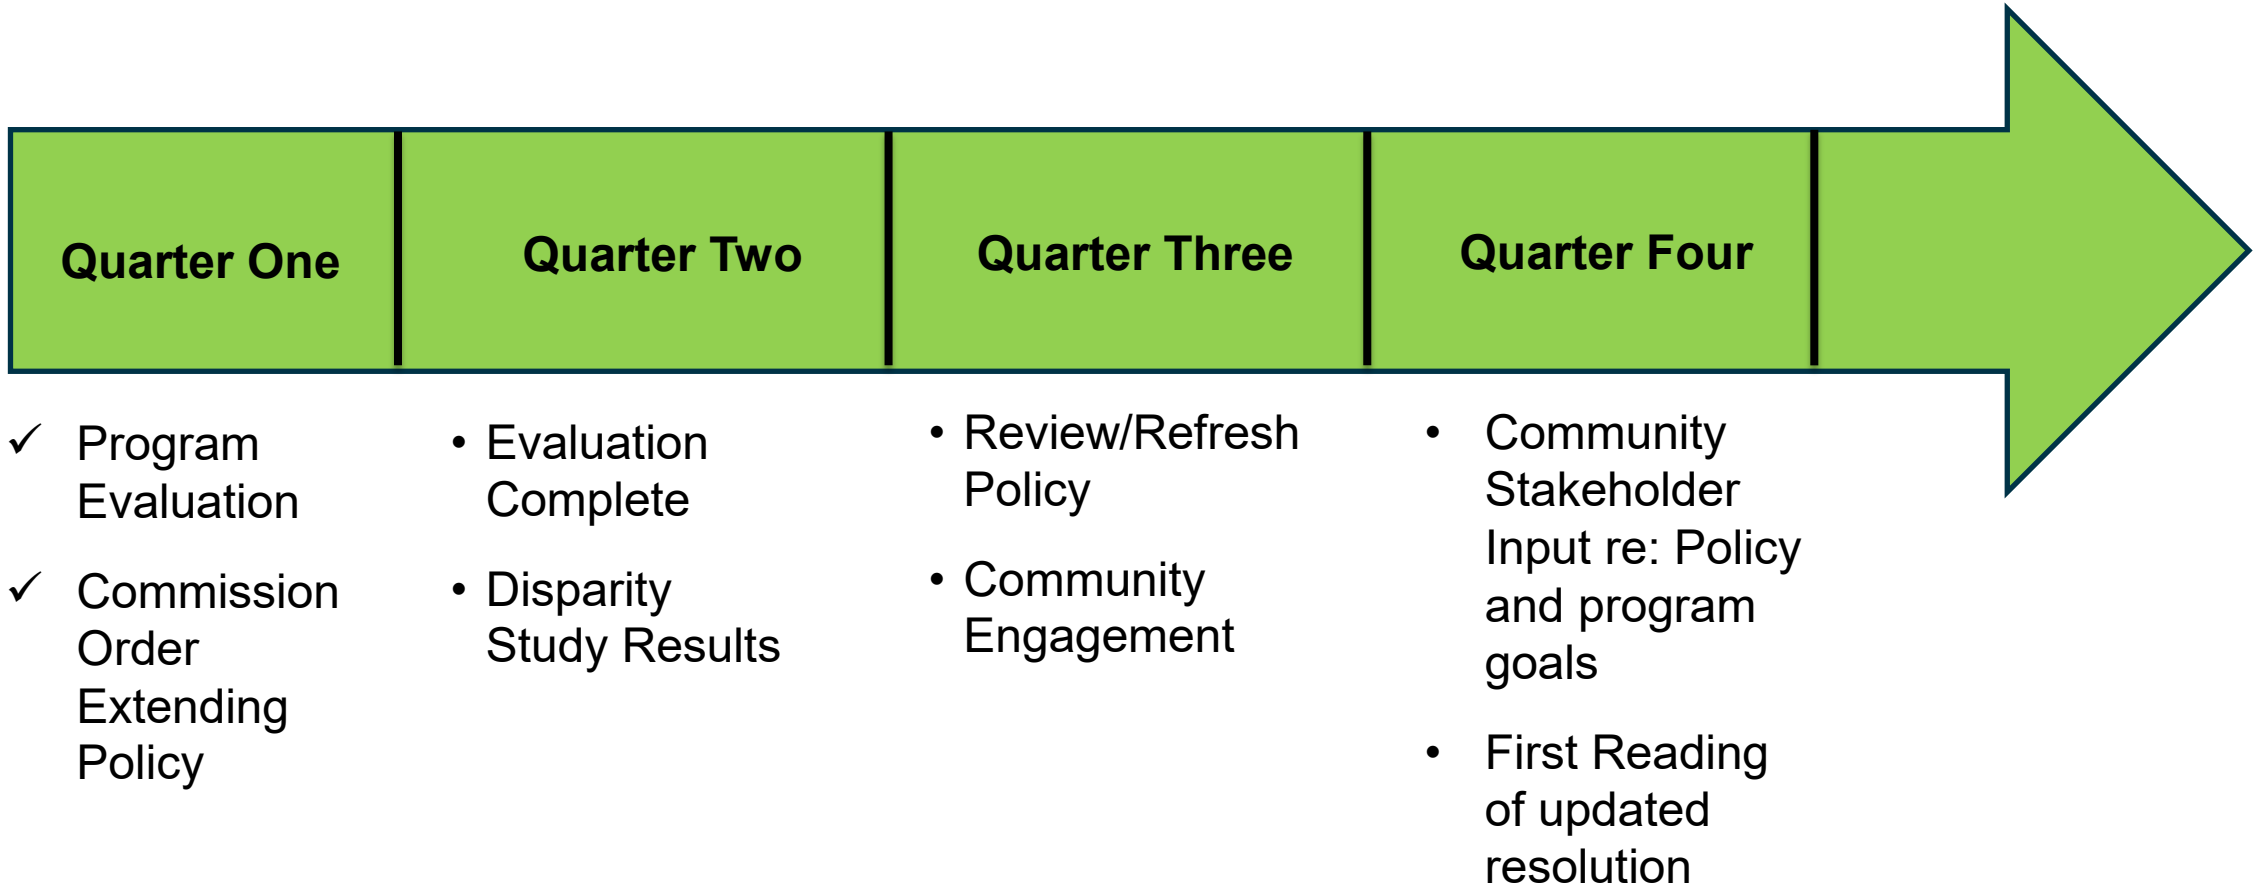 Quarter One
Quarter Two
Quarter Three
Quarter Four
✓ Program
Evaluation
✓ Commission
Order
Extending
Policy
• Evaluation
Complete
• Disparity
Study Results
• Review/Refresh
Policy
• Community
Engagement
• Community
Stakeholder
Input re: Policy
and program
goals
• First Reading
of updated
resolution